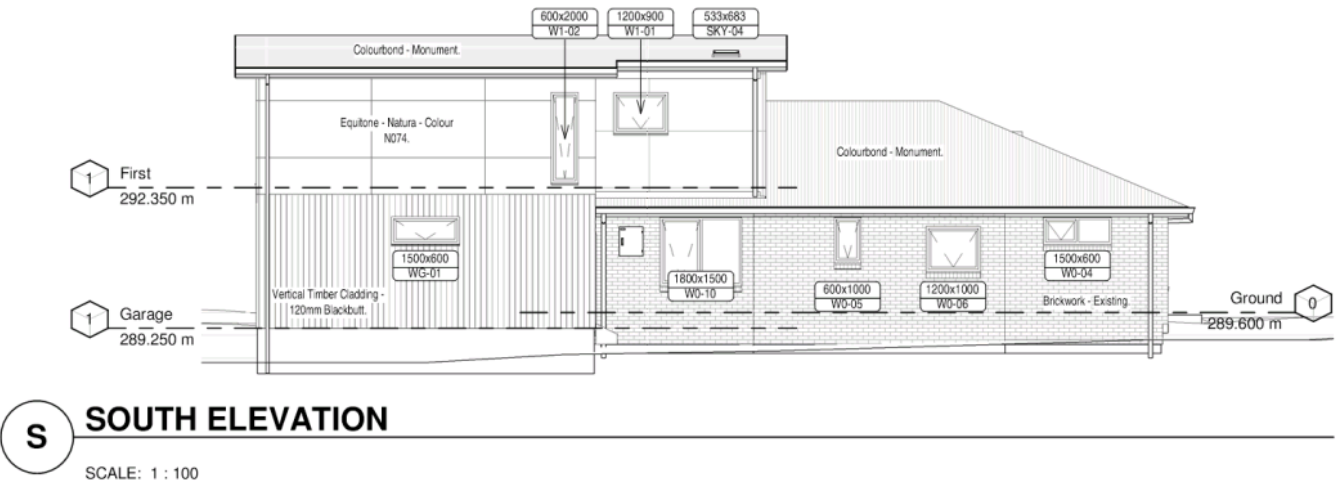 600x2000
W1-02
1200x900
W1-01
533x683
SKY-04
Colourbond - Monument.
Equitone - Natura - Colour
N074.
Colourbond - Monument.
1
First
292.350 m
1500x600
WG-01
1800x1500
W0-10
600x1000
W0-05
1200x1000
W0-06
1500x600
W0-04
Vertical Timber Cladding -
120mm Blackbutt.
Brickwork - Existing.
1
Garage
289.250 m
Ground
0
289.600 m
S
SOUTH ELEVATION
SCALE: 1 : 100